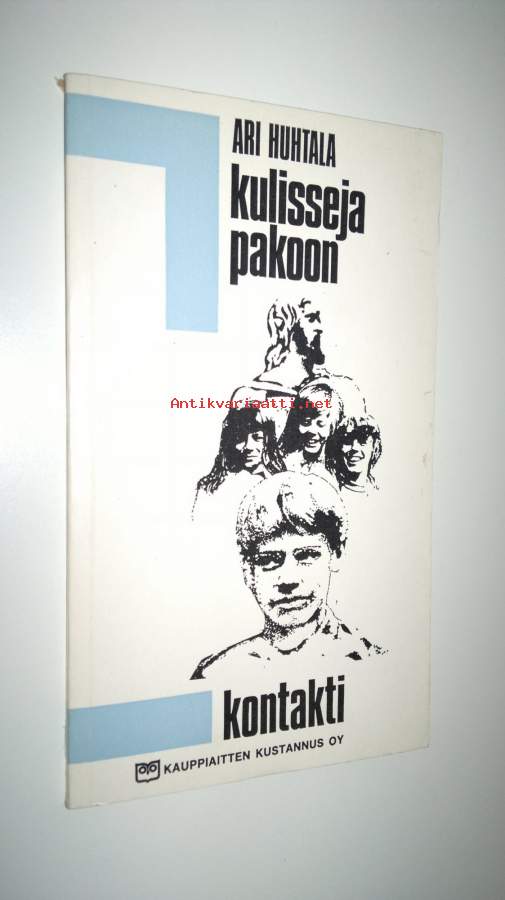 ARI HUHTALA
kulisseja
pakoon
Antikvariaatti.net
kontakti
KAUPPIAITTEN KUSTANNUS OY